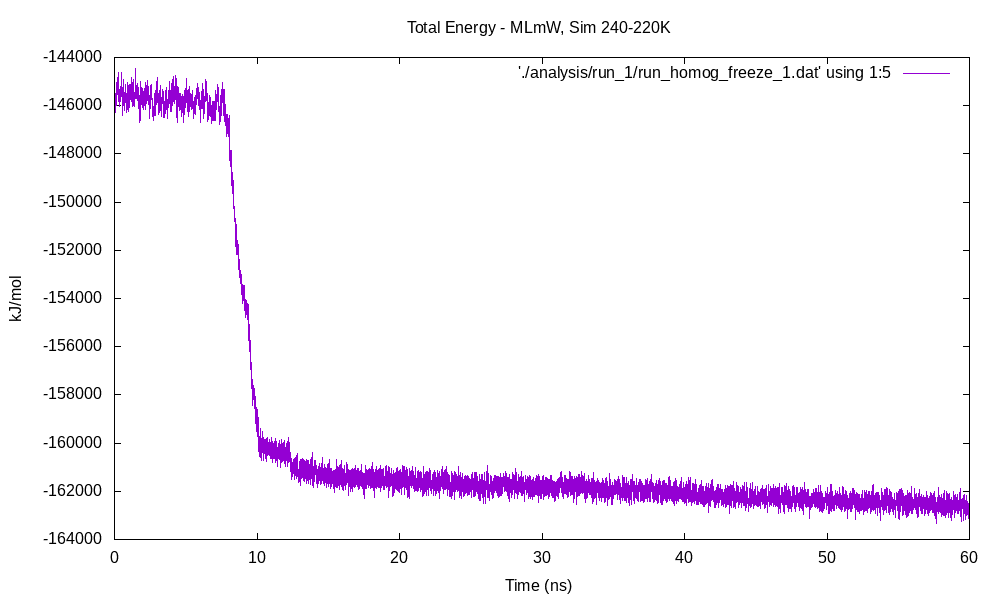 Total Energy - MLmW, Sim 240-220K
'./analysis/run_1/run_homog_freeze_1.dat' using 1:5
-144000
-146000
-148000
-150000
-152000
-154000
-156000
-158000
-160000
-162000
-164000
kJ/mol
0 10 20 30 40 50 60
Time (ns)